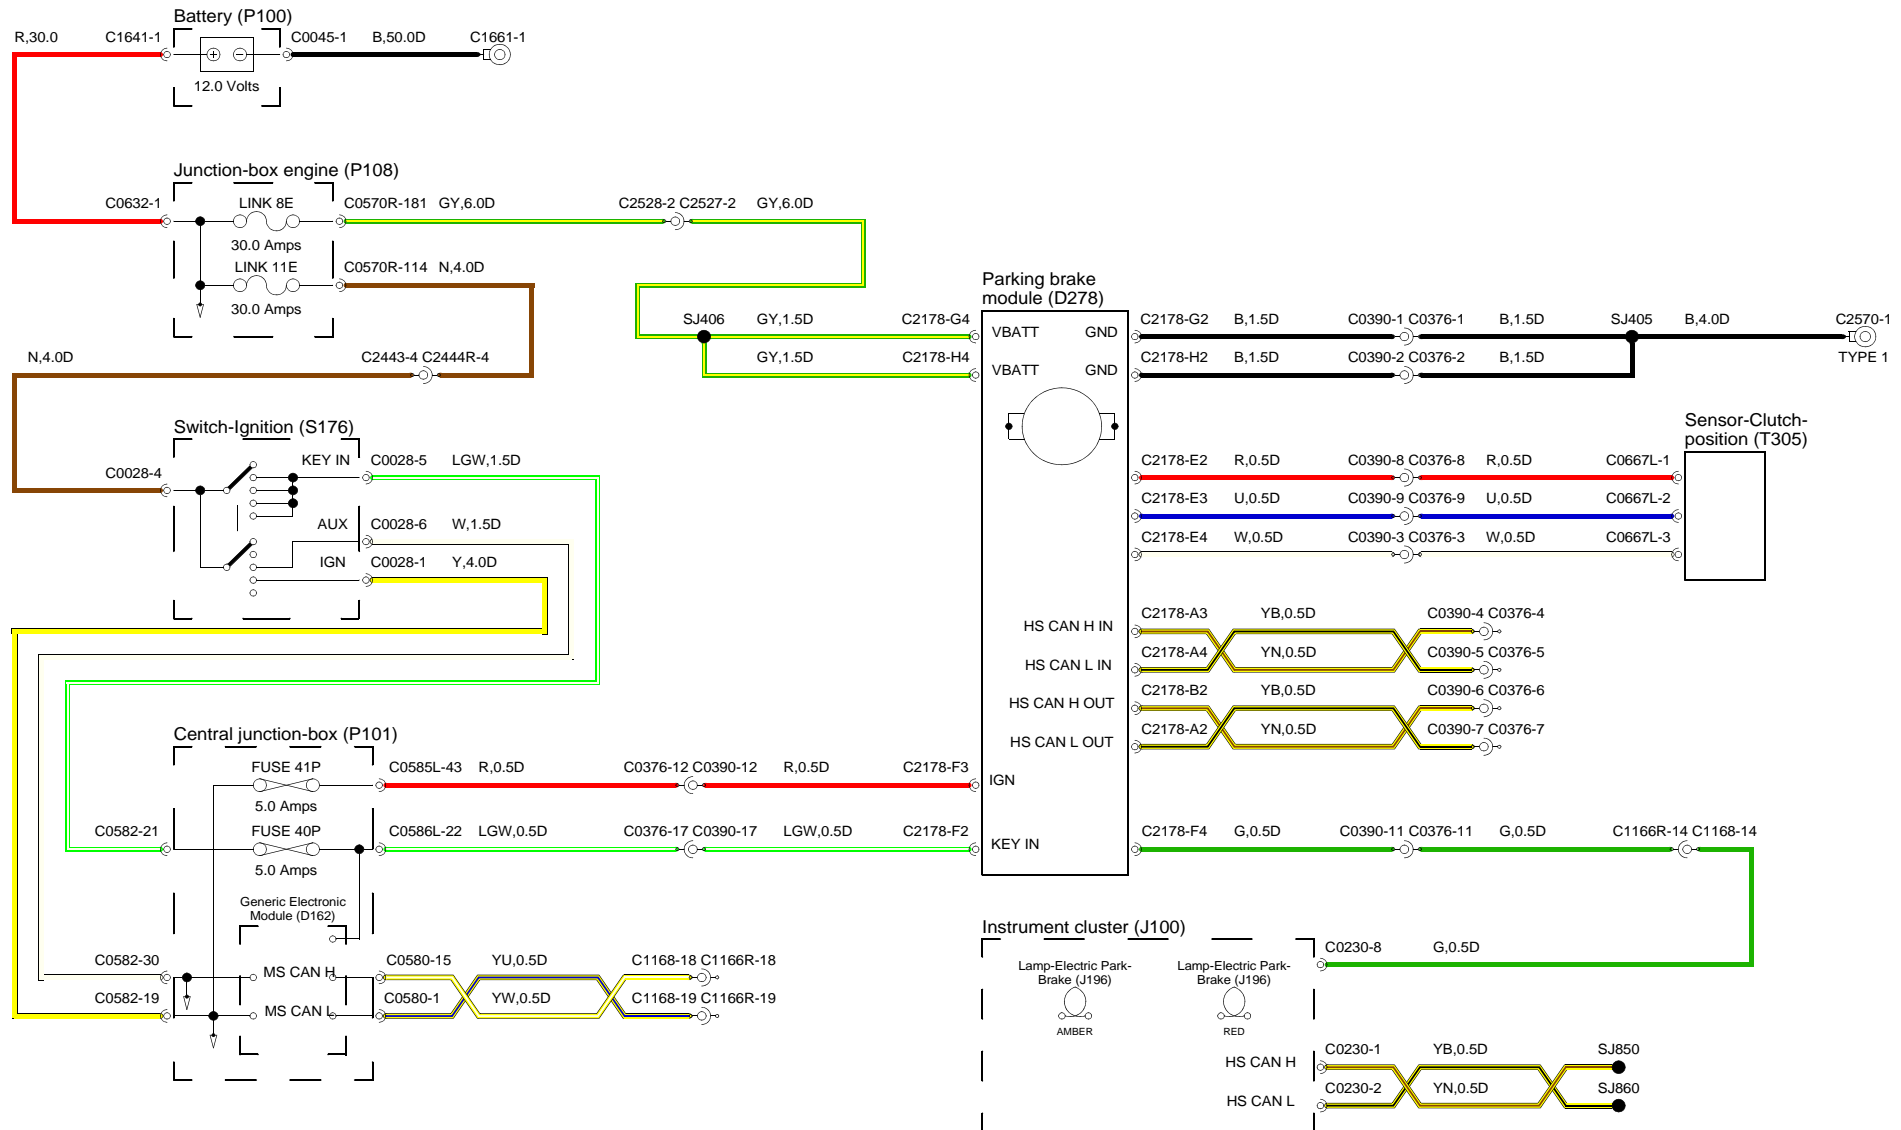 Battery (P100)
R,30.0 C1641-1 C0045-1 B,50.0D C1661-1
12.0 Volts
Junction-box engine (P108)
C0632-1 LINK 8E C0570R-181 GY,6.0D C2528-2 C2527-2 GY,6.0D
30.0 Amps
LINK 11E C0570R-114 N,4.0D
30.0 Amps
Parking brake
module (D278)
SJ406 GY,1.5D C2178-G4 VBATT GND C2178-G2 B,1.5D C0390-1 C0376-1 B,1.5D SJ405 B,4.0D C2570-1
TYPE 1
N,4.0D C2443-4 C2444R-4 GY,1.5D C2178-H4 VBATT GND C2178-H2 B,1.5D C0390-2 C0376-2 B,1.5D
Switch-Ignition (S176)
Sensor-Clutch-
position (T305)
C0028-4 KEY IN C0028-5 LGW,1.5D C2178-E2 R,0.5D C0390-8 C0376-8 R,0.5D C0667L-1
C2178-E3 U,0.5D C0390-9 C0376-9 U,0.5D C0667L-2
AUX C0028-6 W,1.5D C2178-E4 W,0.5D C0390-3 C0376-3 W,0.5D C0667L-3
IGN C0028-1 Y,4.0D
HS CAN H IN C2178-A3 YB,0.5D C0390-4 C0376-4
HS CAN L IN C2178-A4 YN,0.5D C0390-5 C0376-5
HS CAN H OUT C2178-B2 YB,0.5D C0390-6 C0376-6
HS CAN L OUT C2178-A2 YN,0.5D C0390-7 C0376-7
Central junction-box (P101)
FUSE 41P C0585L-43 R,0.5D C0376-12 C0390-12 R,0.5D C2178-F3 IGN
5.0 Amps
C0582-21 FUSE 40P C0586L-22 LGW,0.5D C0376-17 C0390-17 LGW,0.5D C2178-F2 KEY IN C2178-F4 G,0.5D C0390-11 C0376-11 G,0.5D C1166R-14 C1168-14
5.0 Amps
Generic Electronic
Module (D162)
Instrument cluster (J100)
C0230-8 G,0.5D
C0582-30 MS CAN H C0580-15 YU,0.5D C1168-18 C1166R-18
Lamp-Electric Park-
Brake (J196)
AMBER
Lamp-Electric Park-
Brake (J196)
RED
C0582-19 MS CAN L C0580-1 YW,0.5D C1168-19 C1166R-19
HS CAN H C0230-1 YB,0.5D SJ850
HS CAN L C0230-2 YN,0.5D SJ860